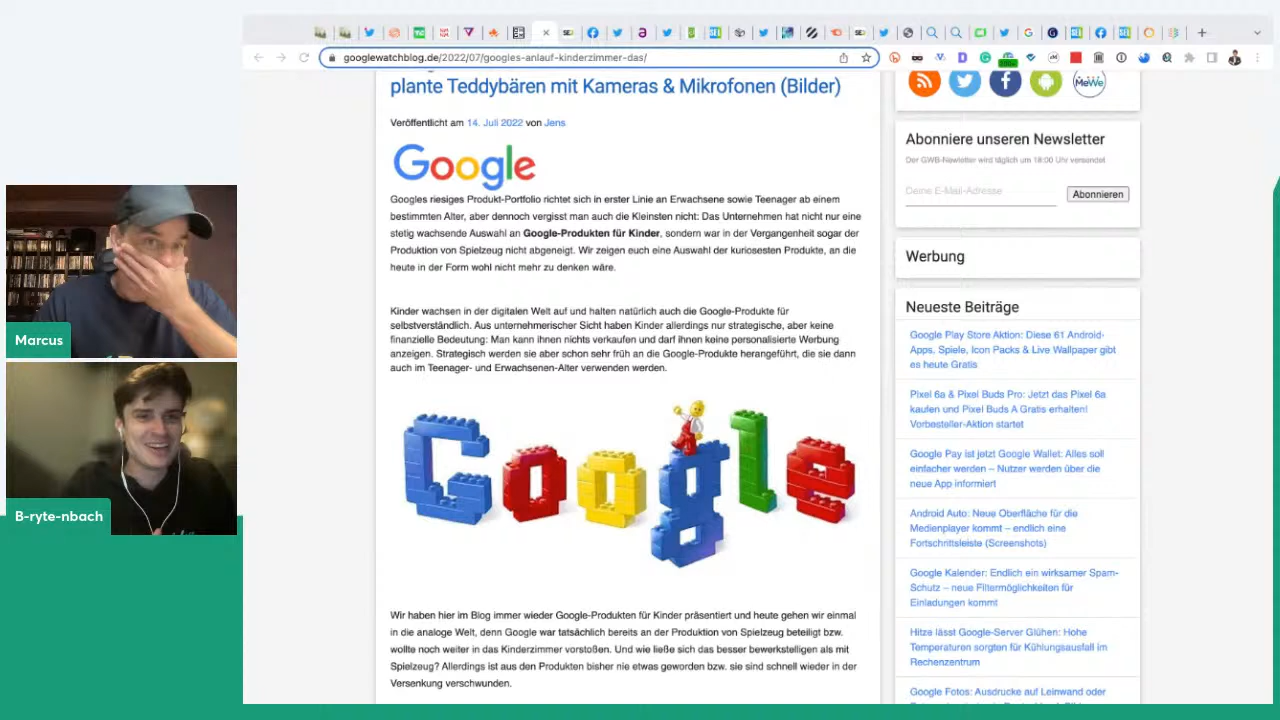 googlewatchblog.de/2022/07/googles-anlauf-kinderzimmer-das/
plante Teddybären mit Kameras & Mikrofonen (Bilder)
Veröffentlicht am 14. Juli 2022 von Jens
Google
Googles riesiges Produkt-Portfolio richtet sich in erster Linie an Erwachsene sowie Teenager ab einem
bestimmten Alter, aber dennoch vergisst man auch die Kleinsten nicht: Das Unternehmen hat nicht nur eine
stetig wachsende Auswahl an Google-Produkten für Kinder, sondern war in der Vergangenheit sogar der
Produktion von Spielzeug nicht abgeneigt. Wir zeigen euch eine Auswahl der kuriosesten Produkte, an die
heute in der Form wohl nicht mehr zu denken wäre.
Kinder wachsen in der digitalen Welt auf und halten natürlich auch die Google-Produkte für
selbstverständlich. Aus unternehmerischer Sicht haben Kinder allerdings nur strategische, aber keine
finanzielle Bedeutung: Man kann ihnen nichts verkaufen und darf ihnen keine personalisierte Werbung
anzeigen. Strategisch werden sie aber schon sehr früh an die Google-Produkte herangeführt, die sie dann
auch im Teenager- und Erwachsenen-Alter verwenden werden.
Google
Wir haben hier im Blog immer wieder Google-Produkten für Kinder präsentiert und heute gehen wir einmal
in die analoge Welt, denn Google war tatsächlich bereits an der Produktion von Spielzeug beteiligt bzw.
wollte noch weiter in das Kinderzimmer vorstoßen. Und wie ließe sich das besser bewerkstelligen als mit
Spielzeug? Allerdings ist aus den Produkten bisher nie etwas geworden bzw. sie sind schnell wieder in der
Versenkung verschwunden.
MeWe
Abonniere unseren Newsletter
Der GWB-Newletter wird täglich um 18:00 Uhr versendet
Deine E-Mail-Adresse
Abonnieren
Werbung
Neueste Beiträge
Google Play Store Aktion: Diese 61 Android-
Apps, Spiele, Icon Packs & Live Wallpaper gibt
es heute Gratis
Pixel 6a & Pixel Buds Pro: Jetzt das Pixel 6a
kaufen und Pixel Buds A Gratis erhalten!
Vorbesteller-Aktion startet
Google Pay ist jetzt Google Wallet: Alles soll
einfacher werden – Nutzer werden über die
neue App informiert
Android Auto: Neue Oberfläche für die
Medienplayer kommt – endlich eine
Fortschrittsleiste (Screenshots)
Google Kalender: Endlich ein wirksamer Spam-
Schutz – neue Filtermöglichkeiten für
Einladungen kommt
Hitze lässt Google-Server Glühen: Hohe
Temperaturen sorgten für Kühlungsausfall im
Rechenzentrum
Google Fotos: Ausdrucke auf Leinwand oder
Marcus
B-ryte-nbach